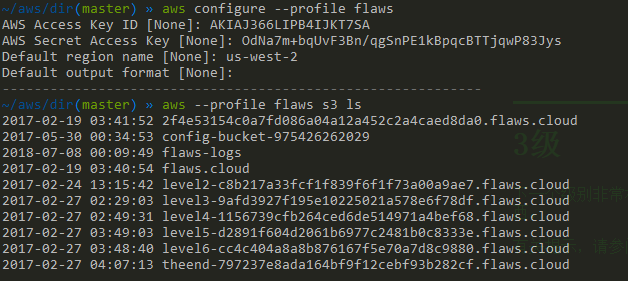 ~/aws/dir(master) » aws configure --profile flaws
AWS Access Key ID [None]: AKIAJ366LIPB4IJKT7SA
AWS Secret Access Key [None]: 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
Default region name [None]: us-west-2
Default output format [None]:
------------------------------------------------------------
~/aws/dir(master) » aws --profile flaws s3 ls
2017-02-19 03:41:52 2f4e53154c0a7fd086a04a12a452c2a4caed8da0.flaws.cloud
2017-05-30 00:34:53 config-bucket-975426262029
2018-07-08 00:09:49 flaws-logs
2017-02-19 03:40:54 flaws.cloud
2017-02-24 13:15:42 level2-c8b217a33fcf1f839f6f1f73a00a9ae7.flaws.cloud
2017-02-27 02:29:03 level3-9afd3927f195e10225021a578e6f78df.flaws.cloud
2017-02-27 02:49:31 level4-1156739cfb264ced6de514971a4bef68.flaws.cloud
2017-02-27 03:49:03 level5-d2891f604d2061b6977c2481b0c8333e.flaws.cloud
2017-02-27 03:48:40 level6-cc4c404a8a8b876167f5e70a7d8c9880.flaws.cloud
2017-02-27 04:07:13 theend-797237e8ada164bf9f12cebf93b282cf.flaws.cloud
3级